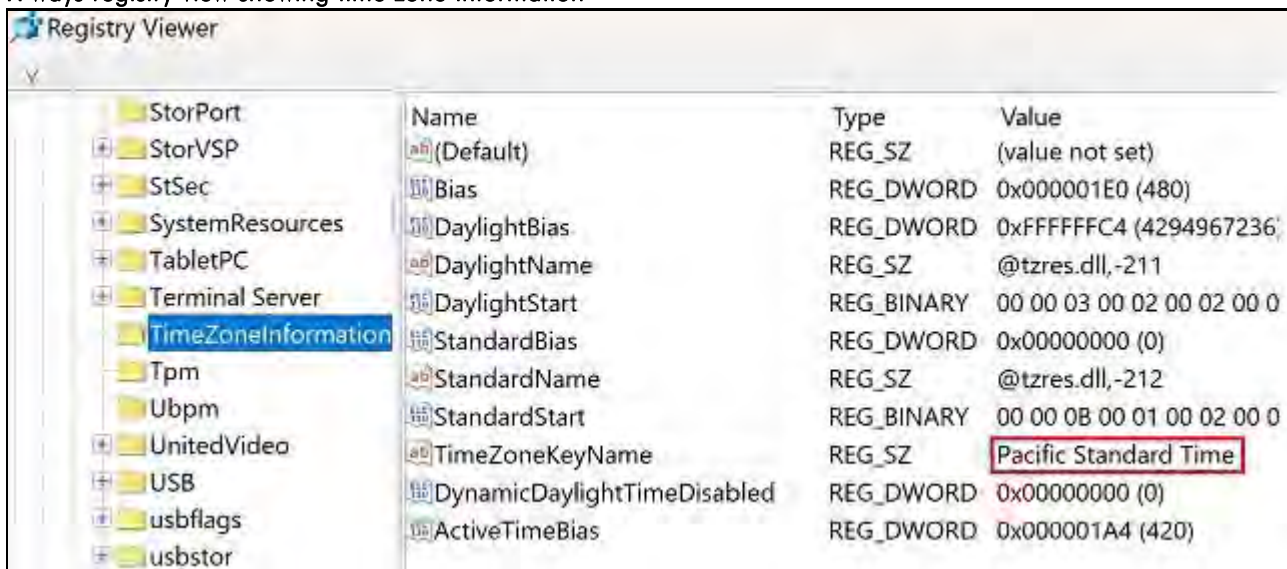 Registry Viewer
StorPort
StorVSP
StSec
SystemResources
TabletPC
Terminal Server
TimeZoneInformation
Tpm
Ubpm
UnitedVideo
USB
usbflags
usbstor
Name Type Value
(Default) REG_SZ (value not set)
Bias REG_DWORD 0x000001E0 (480)
DaylightBias REG_DWORD 0xFFFFFFC4 (4294967236
DaylightName REG_SZ @tzres.dll,-211
DaylightStart REG_BINARY 00 00 03 00 02 00 02 00 0
StandardBias REG_DWORD 0x00000000 (0)
StandardName REG_SZ @tzres.dll,-212
StandardStart REG_BINARY 00 00 0B 00 01 00 02 00 0
TimeZoneKeyName REG_SZ Pacific Standard Time
DynamicDaylightTimeDisabled REG_DWORD 0x00000000 (0)
ActiveTimeBias REG_DWORD 0x000001A4 (420)